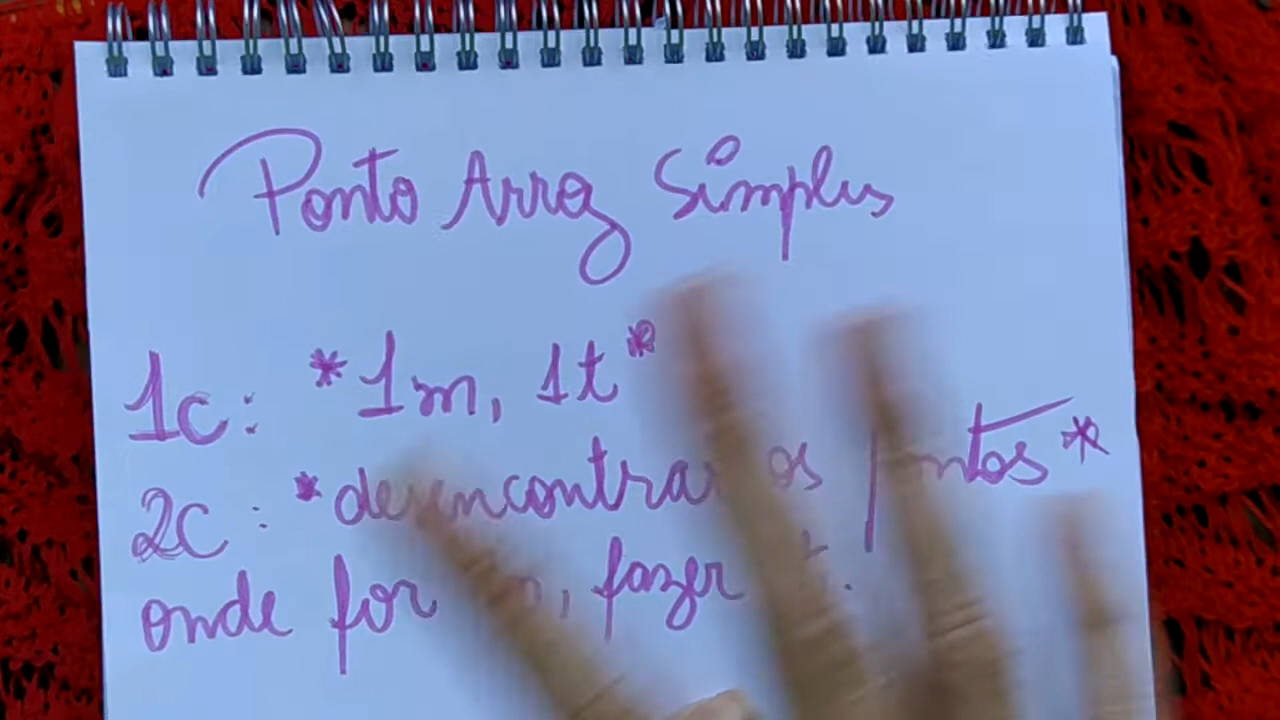 Ponto Arroz Simples
1c: *1m, 1t*
2c: *desencontrar os pontos*
onde for m, fazer t.